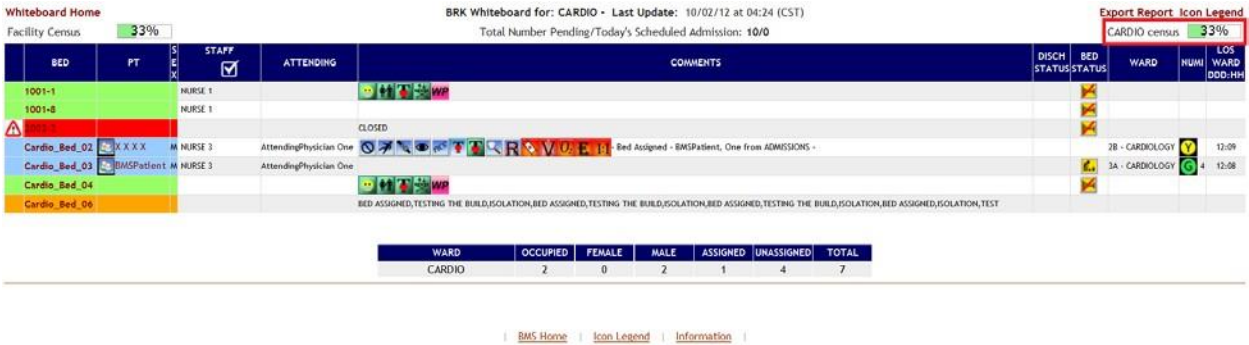 Whiteboard Home BRK Whiteboard for: CARDIO - Last Update: 10/02/12 at 04:24 (CST) Export Report Icon Legend
Facility Census 33% Total Number Pending/Today's Scheduled Admission: 10/0 CARDIO census 33%
BED PT SEX STAFF ATTENDING COMMENTS DISCH STATUS BED STATUS WARD NUMI LOS WARD DDD:HH
1001-1 NURSE 1 WP
1001-8 NURSE 1
CLOSED
Cardio_Bed_02 X X X X M NURSE 3 AttendingPhysician One R V O2 E - Bed Assigned - BMSPatient, One from ADMISSIONS - 2B - CARDIOLOGY Y 12:09
Cardio_Bed_03 BMSPatient M NURSE 3 AttendingPhysician One 3A - CARDIOLOGY G 4 12:08
Cardio_Bed_04 WP
Cardio_Bed_06 BED ASSIGNED,TESTING THE BUILD,ISOLATION,BED ASSIGNED,TESTING THE BUILD,ISOLATION,BED ASSIGNED,TESTING THE BUILD,ISOLATION,BED ASSIGNED,ISOLATION,TEST
WARD OCCUPIED FEMALE MALE ASSIGNED UNASSIGNED TOTAL
CARDIO 2 0 2 1 4 7
| BMS Home | Icon Legend | Information |